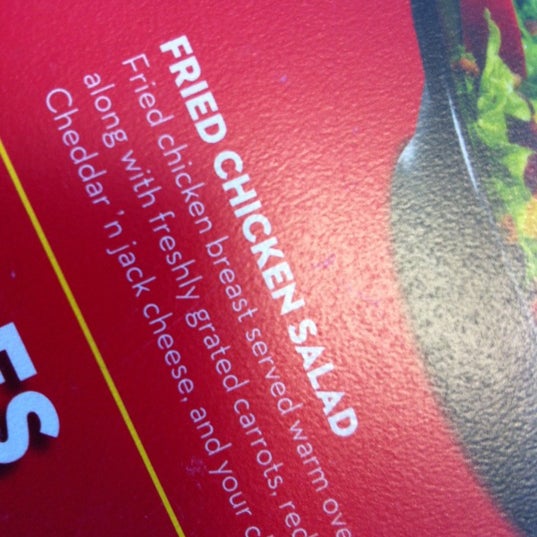 FRIED CHICKEN SALAD
Fried chicken breast served warm ove
along with freshly grated carrots, red
Cheddar 'n jack cheese, and your c
ES